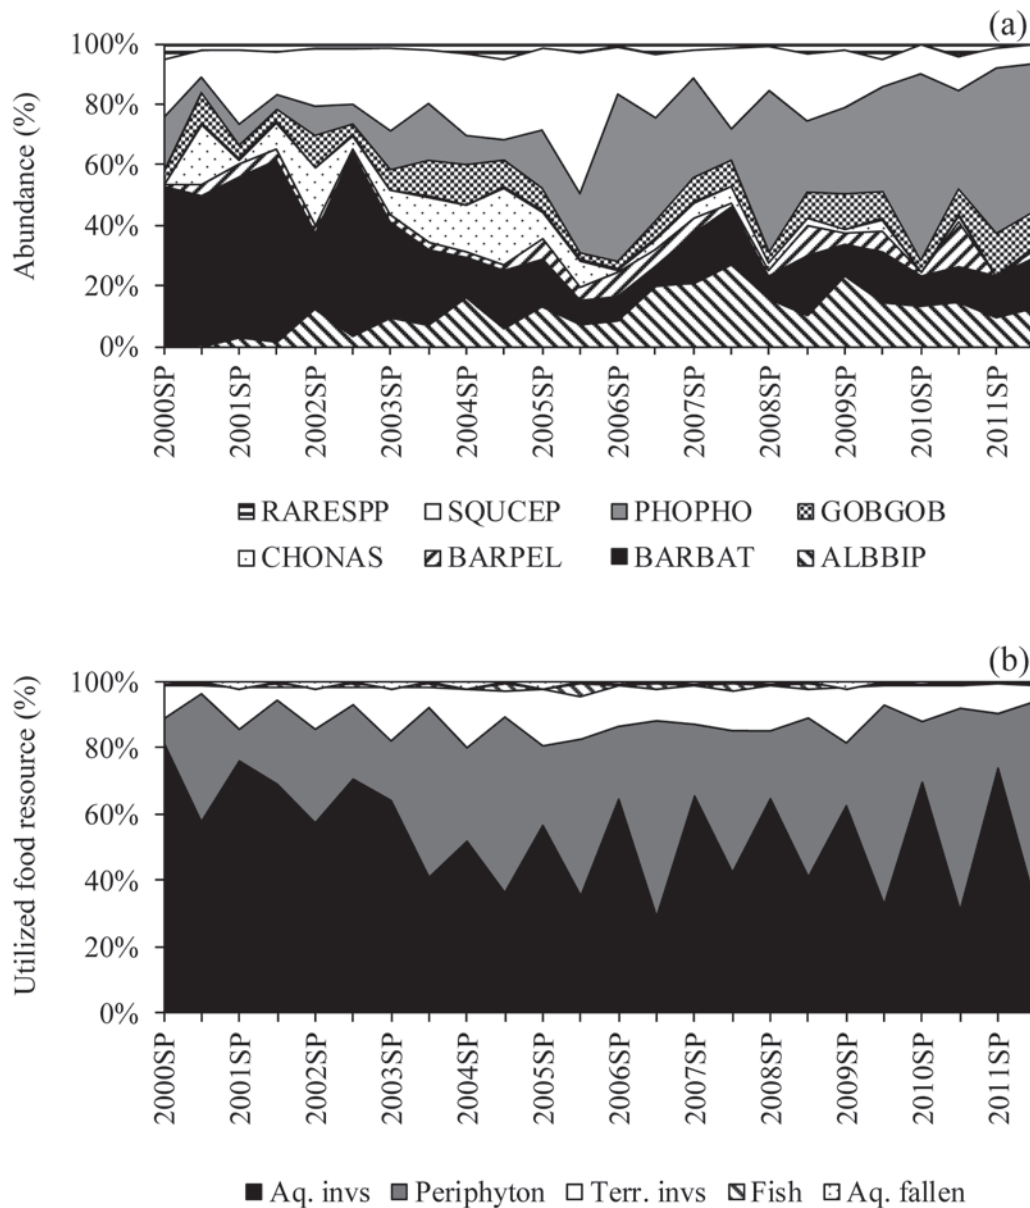 (a)
Abundance (%)
100%
80%
60%
40%
20%
0%
2000SP
2001SP
2002SP
2003SP
2004SP
2005SP
2006SP
2007SP
2008SP
2009SP
2010SP
2011SP
RARESPP SQUCEP PHOPHO GOBGOB
CHONAS BARPEL BARBAT ALBBIP
(b)
Utilized food resource (%)
100%
80%
60%
40%
20%
0%
2000SP
2001SP
2002SP
2003SP
2004SP
2005SP
2006SP
2007SP
2008SP
2009SP
2010SP
2011SP
Aq. invs Periphyton Terr. invs Fish Aq. fallen